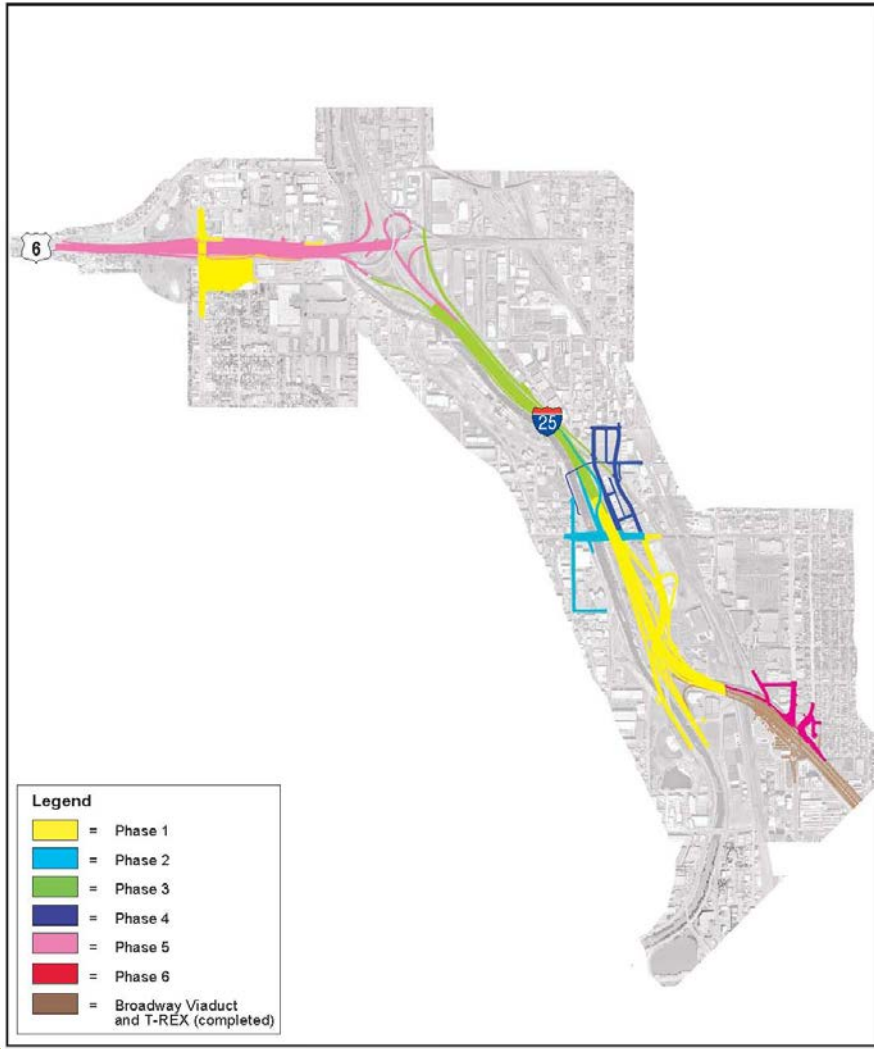 6
25
Legend
= Phase 1
= Phase 2
= Phase 3
= Phase 4
= Phase 5
= Phase 6
= Broadway Viaduct
and T-REX (completed)